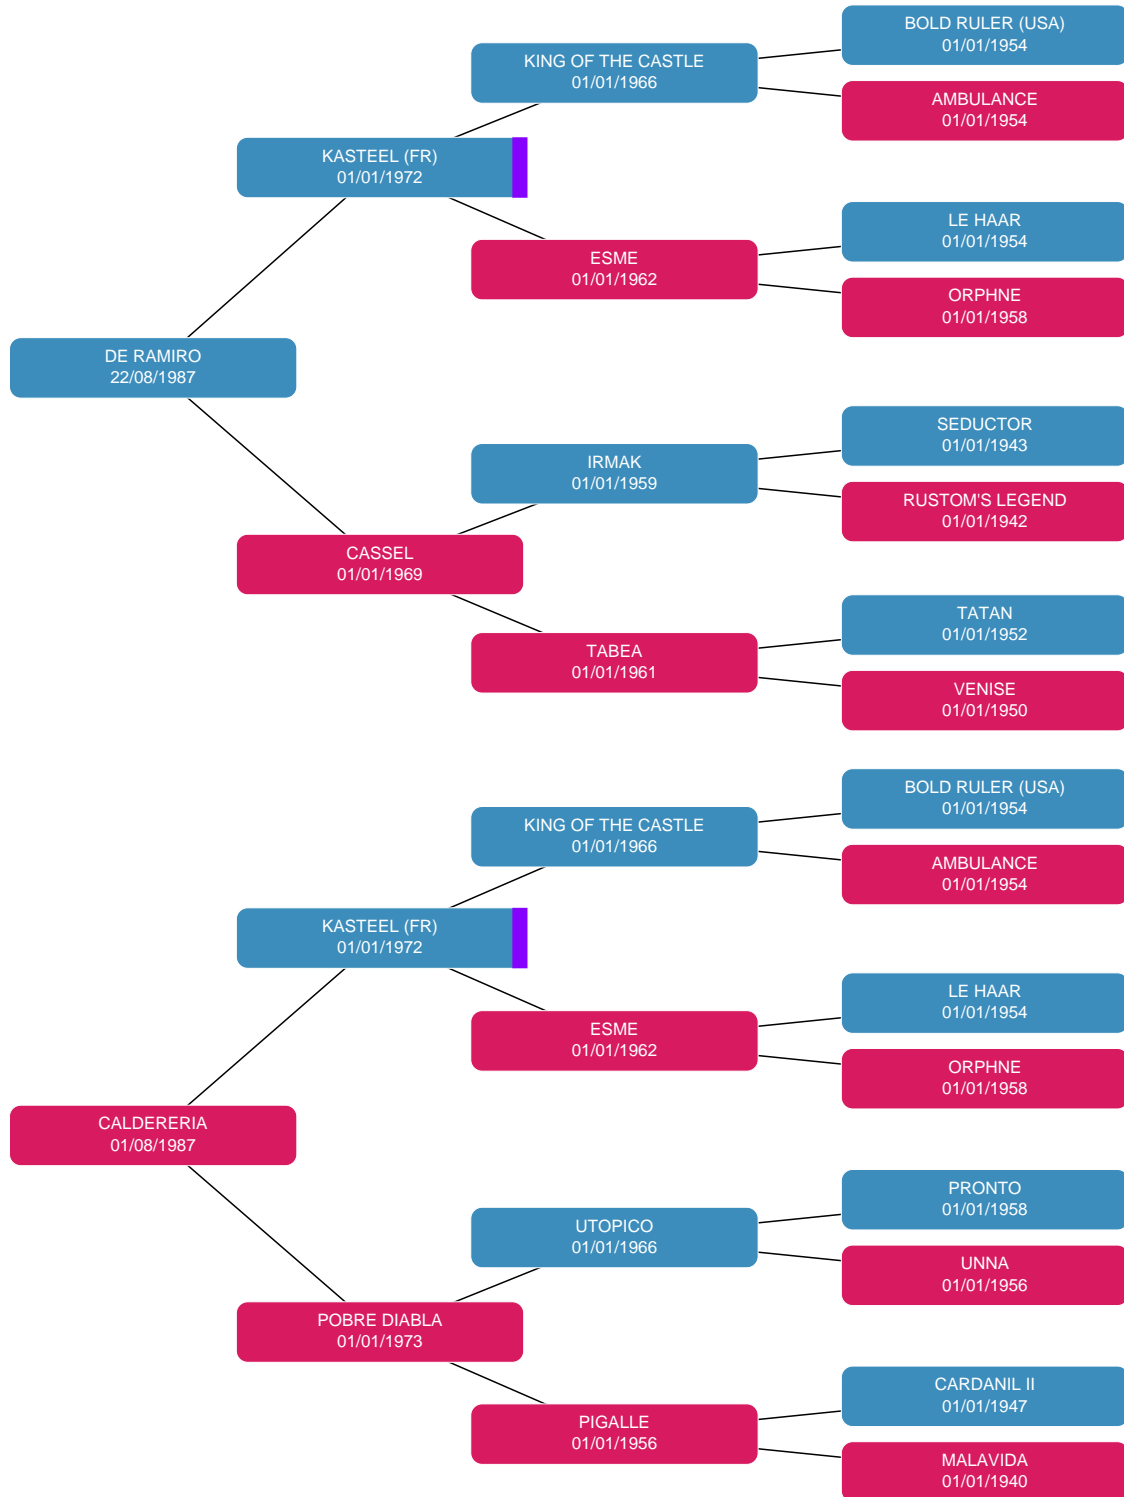 BOLD RULER (USA)
01/01/1954
KING OF THE CASTLE
01/01/1966
AMBULANCE
01/01/1954
KASTEEL (FR)
01/01/1972
LE HAAR
01/01/1954
ESME
01/01/1962
ORPHNE
01/01/1958
DE RAMIRO
22/08/1987
SEDUCTOR
01/01/1943
IRMAK
01/01/1959
RUSTOM'S LEGEND
01/01/1942
CASSEL
01/01/1969
TATAN
01/01/1952
TABEA
01/01/1961
VENISE
01/01/1950
BOLD RULER (USA)
01/01/1954
KING OF THE CASTLE
01/01/1966
AMBULANCE
01/01/1954
KASTEEL (FR)
01/01/1972
LE HAAR
01/01/1954
ESME
01/01/1962
ORPHNE
01/01/1958
CALDERERIA
01/08/1987
PRONTO
01/01/1958
UTOPICO
01/01/1966
UNNA
01/01/1956
POBRE DIABLA
01/01/1973
CARDANIL II
01/01/1947
PIGALLE
01/01/1956
MALAVIDA
01/01/1940